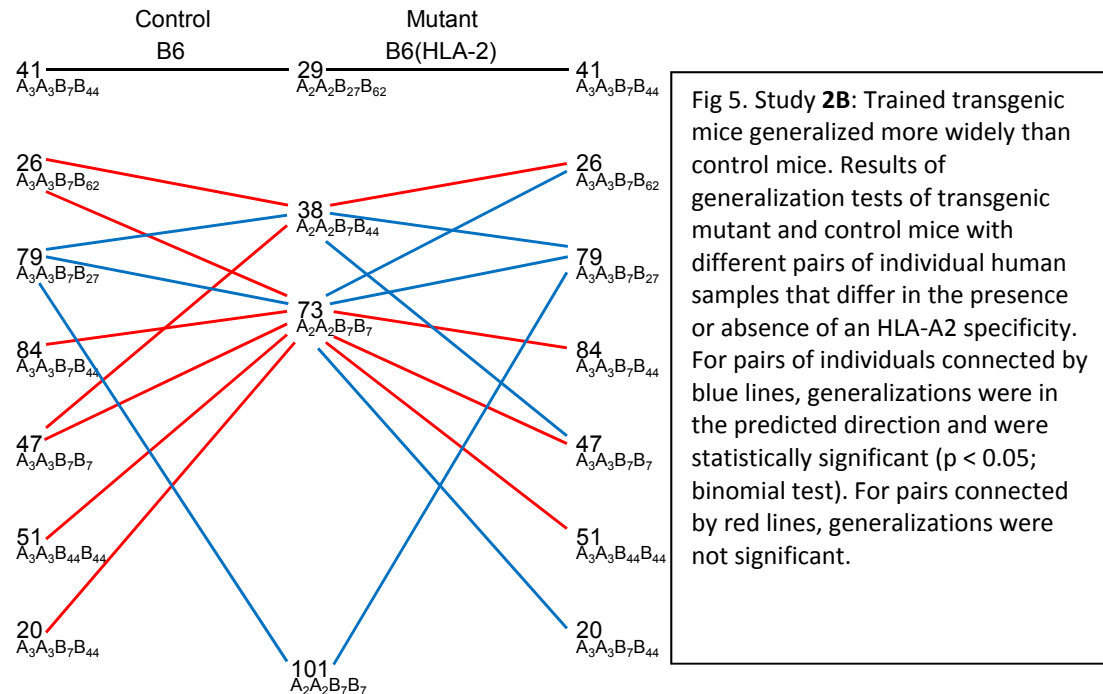 Control Mutant
B6 B6(HLA-2)
41 29 41
A₃A₃B₇B₄₄ A₂A₂B₂₇B₆₂ A₃A₃B₇B₄₄
26 26
A₃A₃B₇B₆₂ A₃A₃B₇B₆₂
38
A₂A₂B₇B₄₄
79 79
A₃A₃B₇B₂₇ A₃A₃B₇B₂₇
73
A₂A₂B₇B₇
84 84
A₃A₃B₇B₄₄ A₃A₃B₇B₄₄
47 47
A₃A₃B₇B₇ A₃A₃B₇B₇
51 51
A₃A₃B₄₄B₄₄ A₃A₃B₄₄B₄₄
20 20
A₃A₃B₇B₄₄ A₃A₃B₇B₄₄
101
A₂A₂B₇B₇
Fig 5. Study 2B: Trained transgenic
mice generalized more widely than
control mice. Results of
generalization tests of transgenic
mutant and control mice with
different pairs of individual human
samples that differ in the presence
or absence of an HLA-A2 specificity.
For pairs of individuals connected by
blue lines, generalizations were in
the predicted direction and were
statistically significant (p < 0.05;
binomial test). For pairs connected
by red lines, generalizations were
not significant.